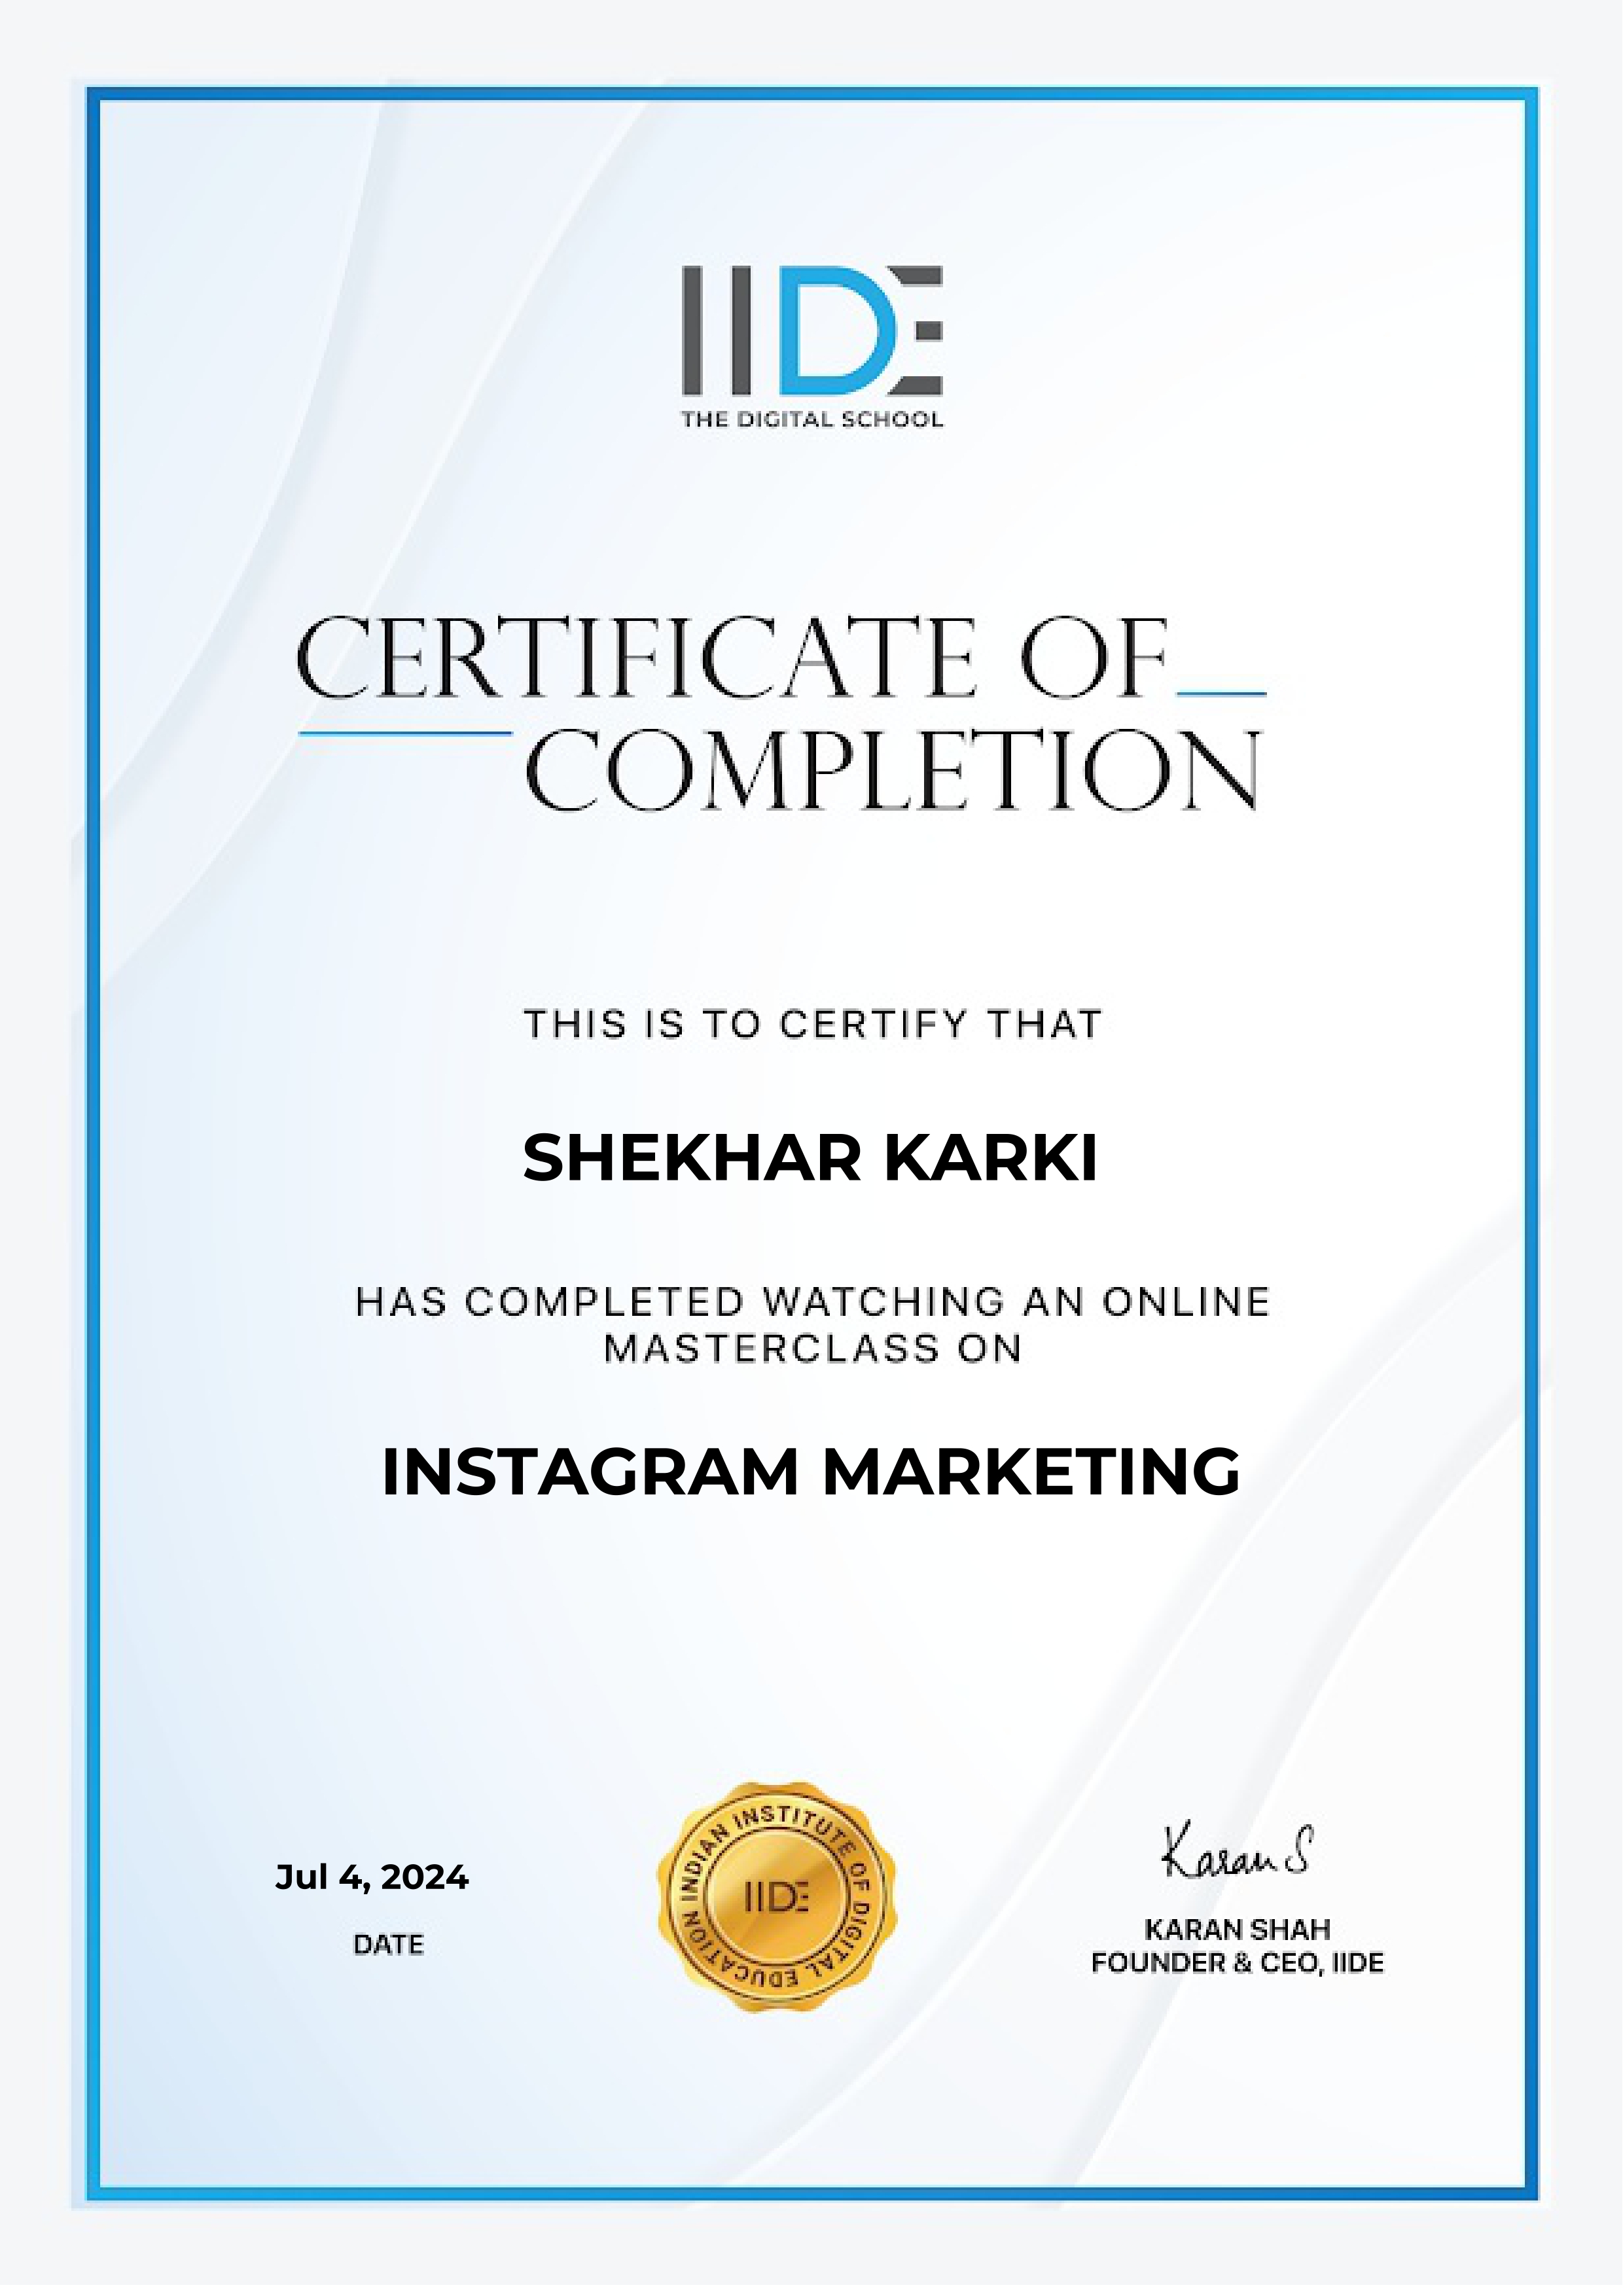 IIDE
THE DIGITAL SCHOOL
CERTIFICATE OF
COMPLETION
THIS IS TO CERTIFY THAT
SHEKHAR KARKI
HAS COMPLETED WATCHING AN ONLINE
MASTERCLASS ON
INSTAGRAM MARKETING
Jul 4, 2024
DATE
INDIAN INSTITUTE OF DIGITAL EDUCATION
IIDE
Karan S
KARAN SHAH
FOUNDER & CEO, IIDE